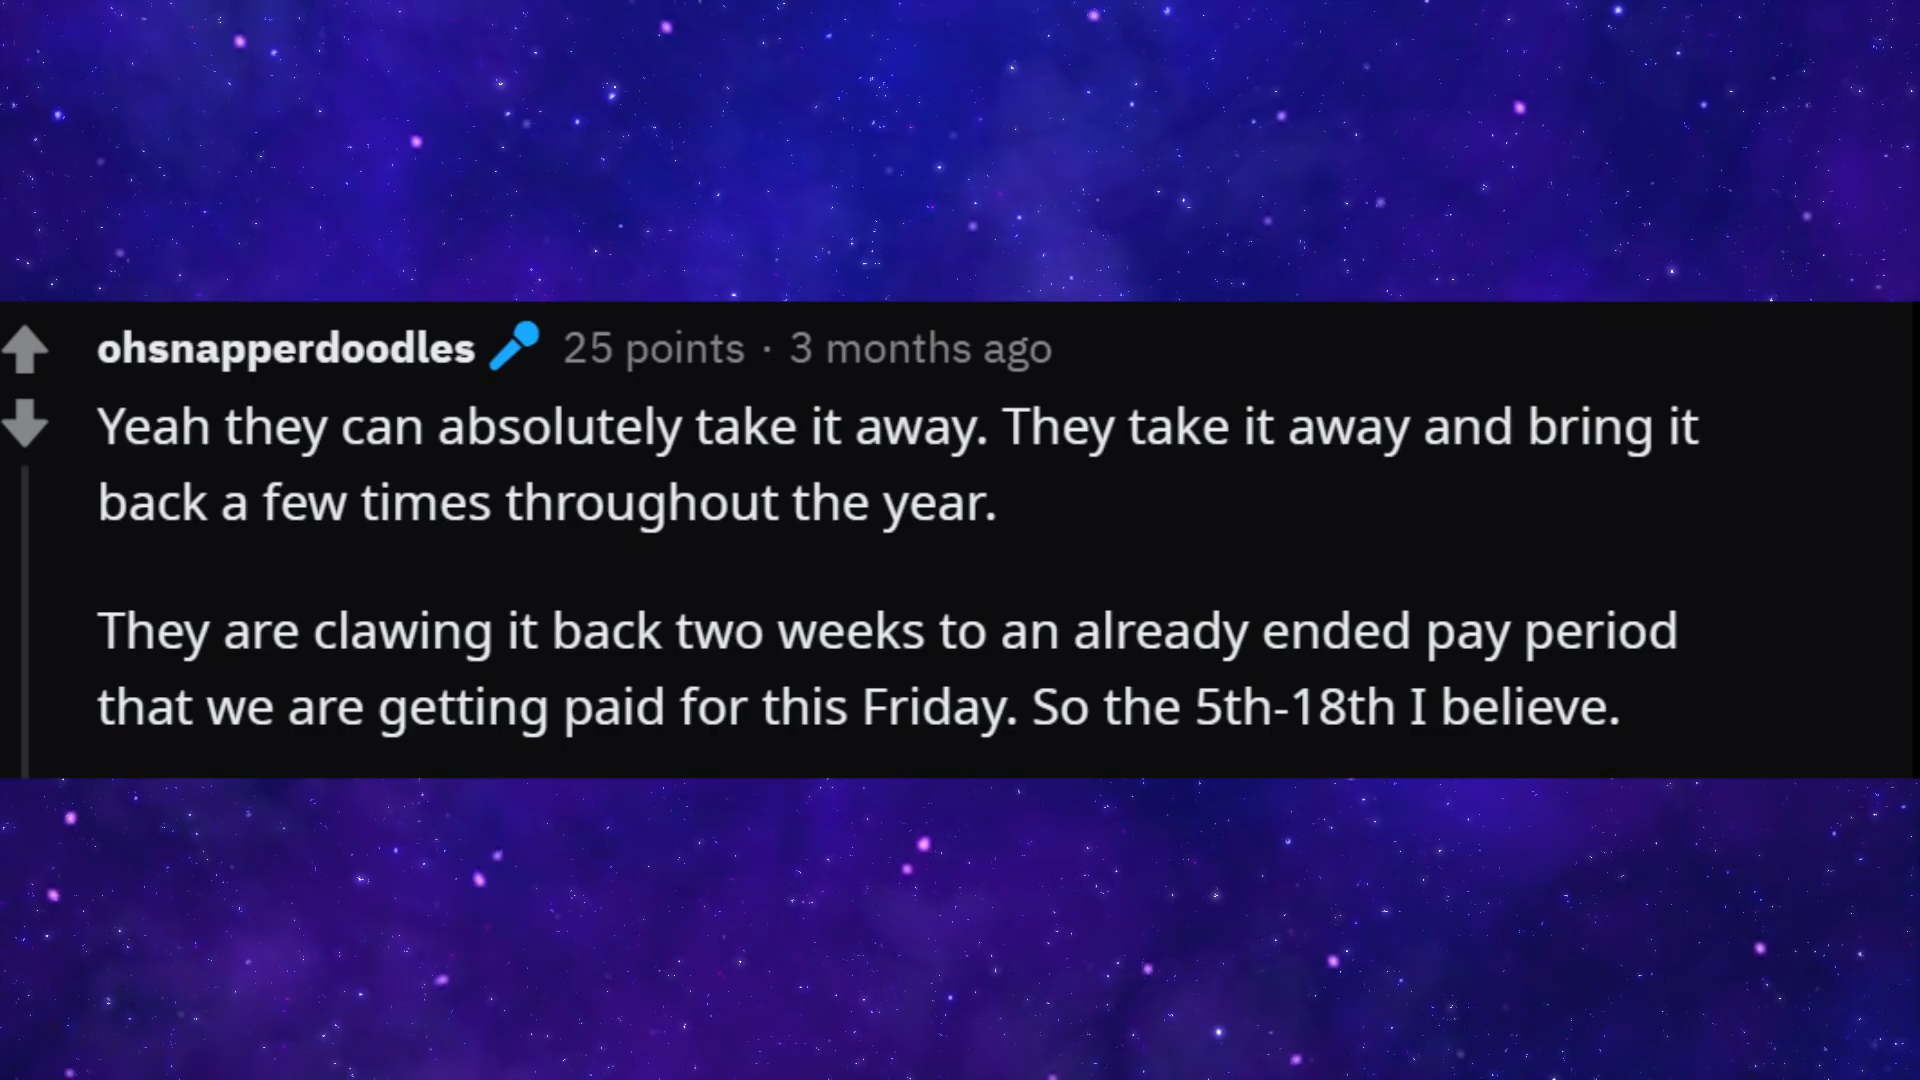 ohsnapperdoodles 25 points · 3 months ago
Yeah they can absolutely take it away. They take it away and bring it
back a few times throughout the year.
They are clawing it back two weeks to an already ended pay period
that we are getting paid for this Friday. So the 5th-18th I believe.